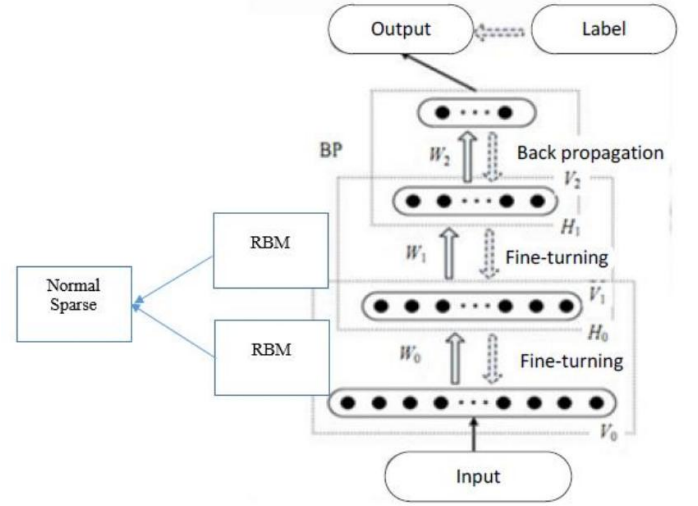 Output
Label
BP
W2
Back propagation
V2
H1
RBM
W1
Fine-turning
Normal
Sparse
V1
H0
RBM
W0
Fine-turning
V0
Input